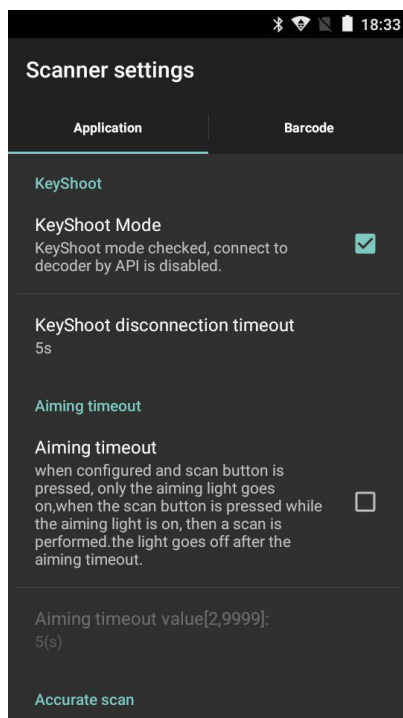 18:33
Scanner settings
Application
Barcode
KeyShoot
KeyShoot Mode
KeyShoot mode checked, connect to
decoder by API is disabled.
KeyShoot disconnection timeout
5s
Aiming timeout
Aiming timeout
when configured and scan button is
pressed, only the aiming light goes
on,when the scan button is pressed while
the aiming light is on, then a scan is
performed.the light goes off after the
aiming timeout.
Aiming timeout value[2,9999]:
5(s)
Accurate scan